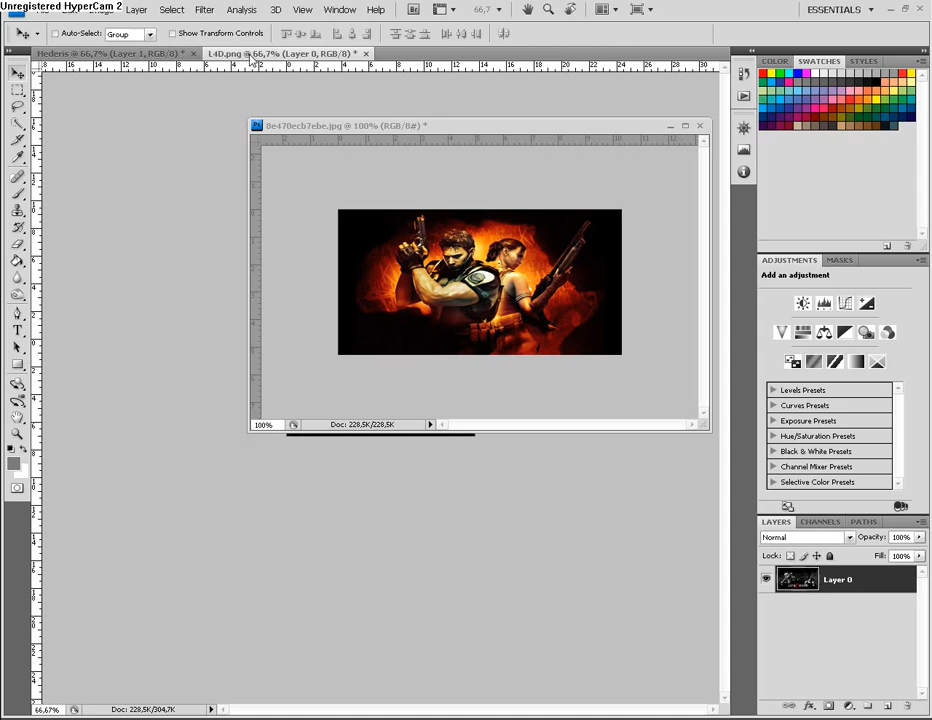 Unregistered HyperCam 2
Layer Select Filter Analysis 3D View Window Help Br 66,7 ESSENTIALS
Auto-Select: Group Show Transform Controls
Hederis @ 66,7% (Layer 1, RGB/8) * × L4D.png @ 66,7% (Layer 0, RGB/8) * ×
COLOR SWATCHES STYLES
8e470ecb7ebe.jpg @ 100% (RGB/8#) *
100% Doc: 228,5K/228,5K
ADJUSTMENTS MASKS
Add an adjustment
Levels Presets
Curves Presets
Exposure Presets
Hue/Saturation Presets
Black & White Presets
Channel Mixer Presets
Selective Color Presets
LAYERS CHANNELS PATHS
Normal Opacity: 100%
Lock: Fill: 100%
Layer 0
66,67% Doc: 228,5K/304,7K